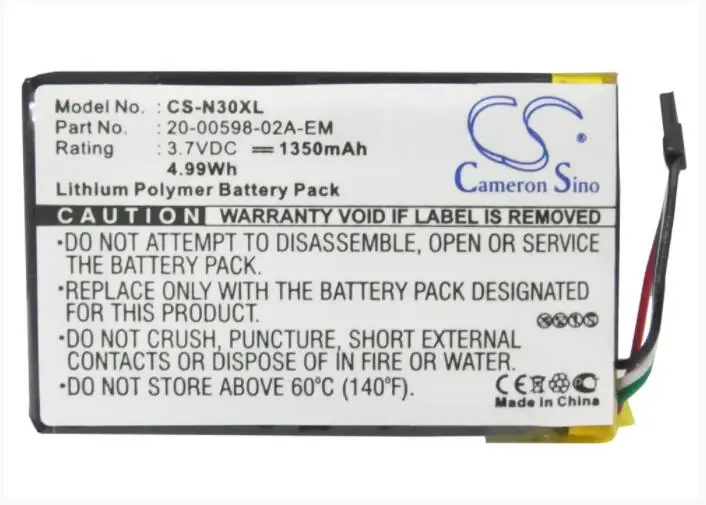 Model No. : CS-N30XL
Part No. : 20-00598-02A-EM
Rating : 3.7VDC 1350mAh
4.99Wh
Lithium Polymer Battery Pack
CS
Cameron Sino
CAUTION WARRANTY VOID IF LABEL IS REMOVED
•DO NOT ATTEMPT TO DISASSEMBLE, OPEN OR SERVICE
THE BATTERY PACK.
•REPLACE ONLY WITH THE BATTERY PACK DESIGNATED
FOR THIS PRODUCT.
•DO NOT CRUSH, PUNCTURE, SHORT EXTERNAL
CONTACTS OR DISPOSE OF IN FIRE OR WATER.
•DO NOT STORE ABOVE 60°C (140°F).
CE
Made in China